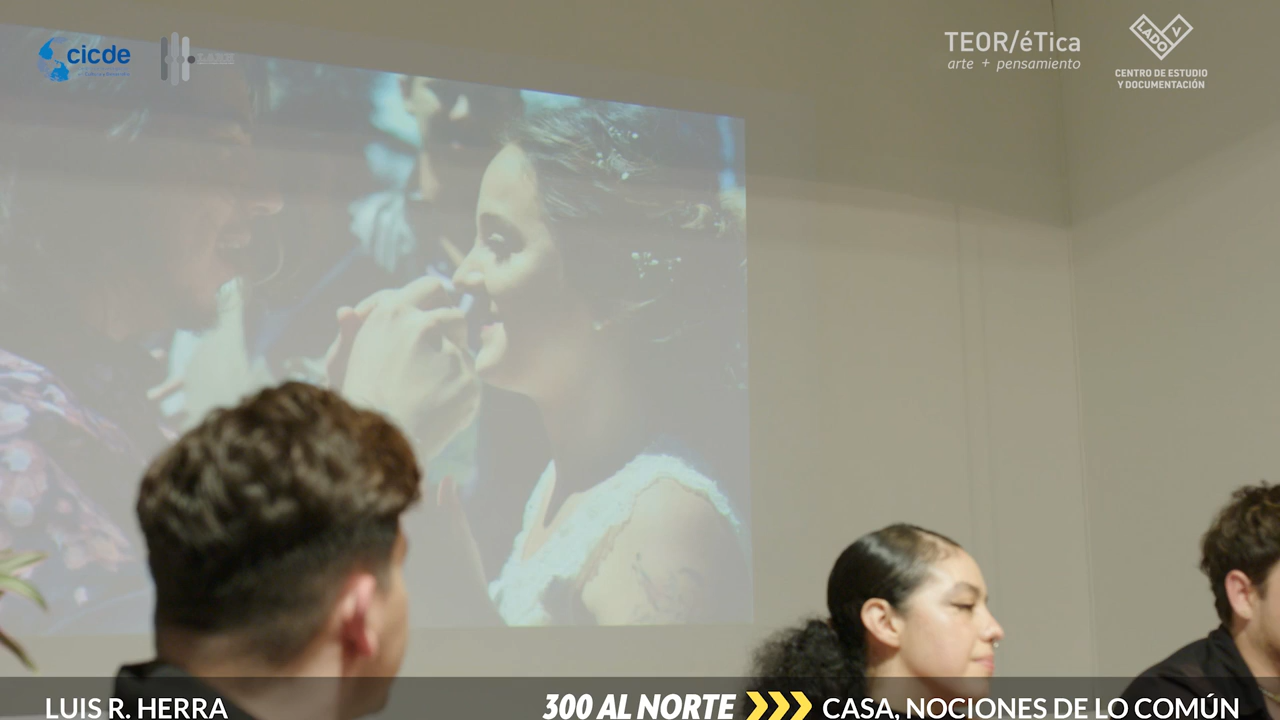 cicde
TEOR/éTica
arte + pensamiento
LADO V
CENTRO DE ESTUDIO
Y DOCUMENTACIÓN
LUIS R. HERRA
300 AL NORTE
CASA, NOCIONES DE LO COMÚN